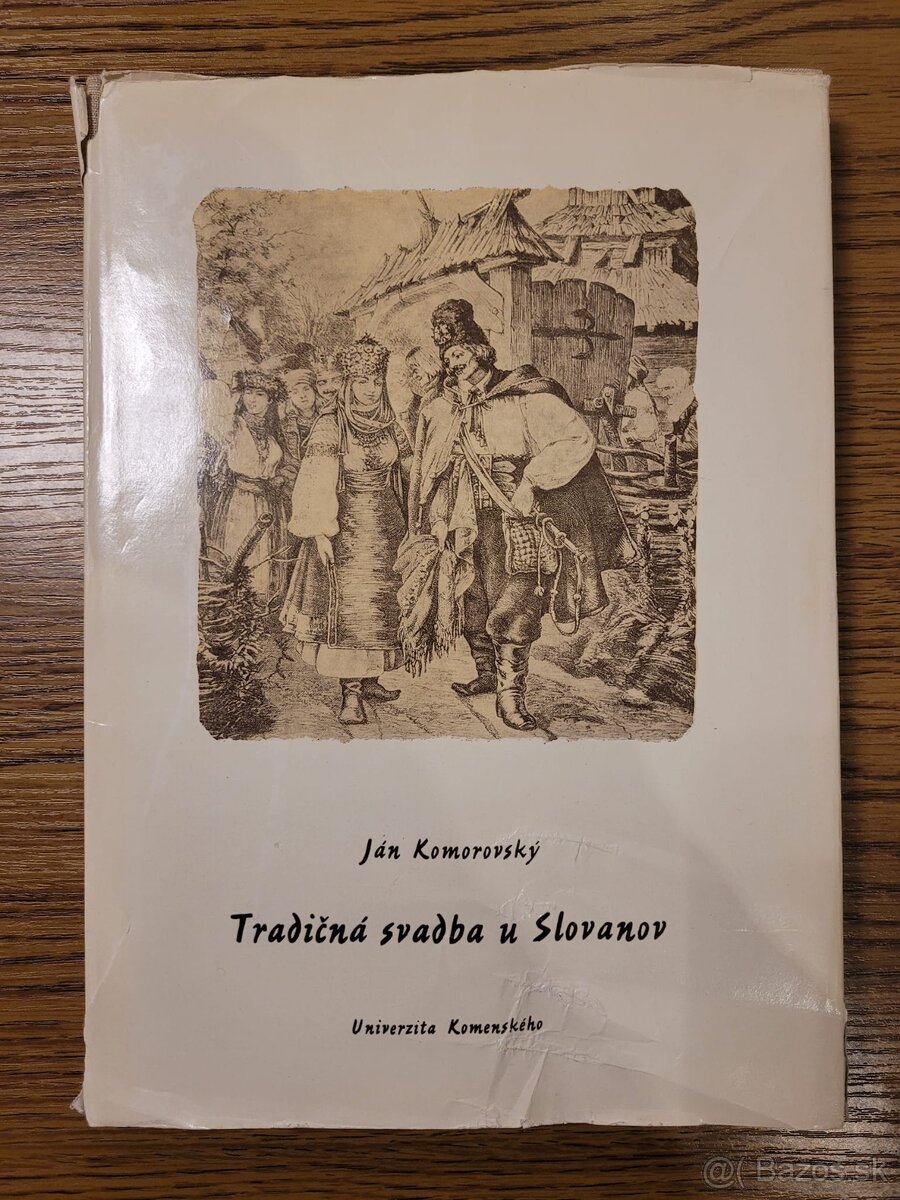 Ján Komorovský
Tradičná svadba u Slovanov
Univerzita Komenského
@( Bazos.sk